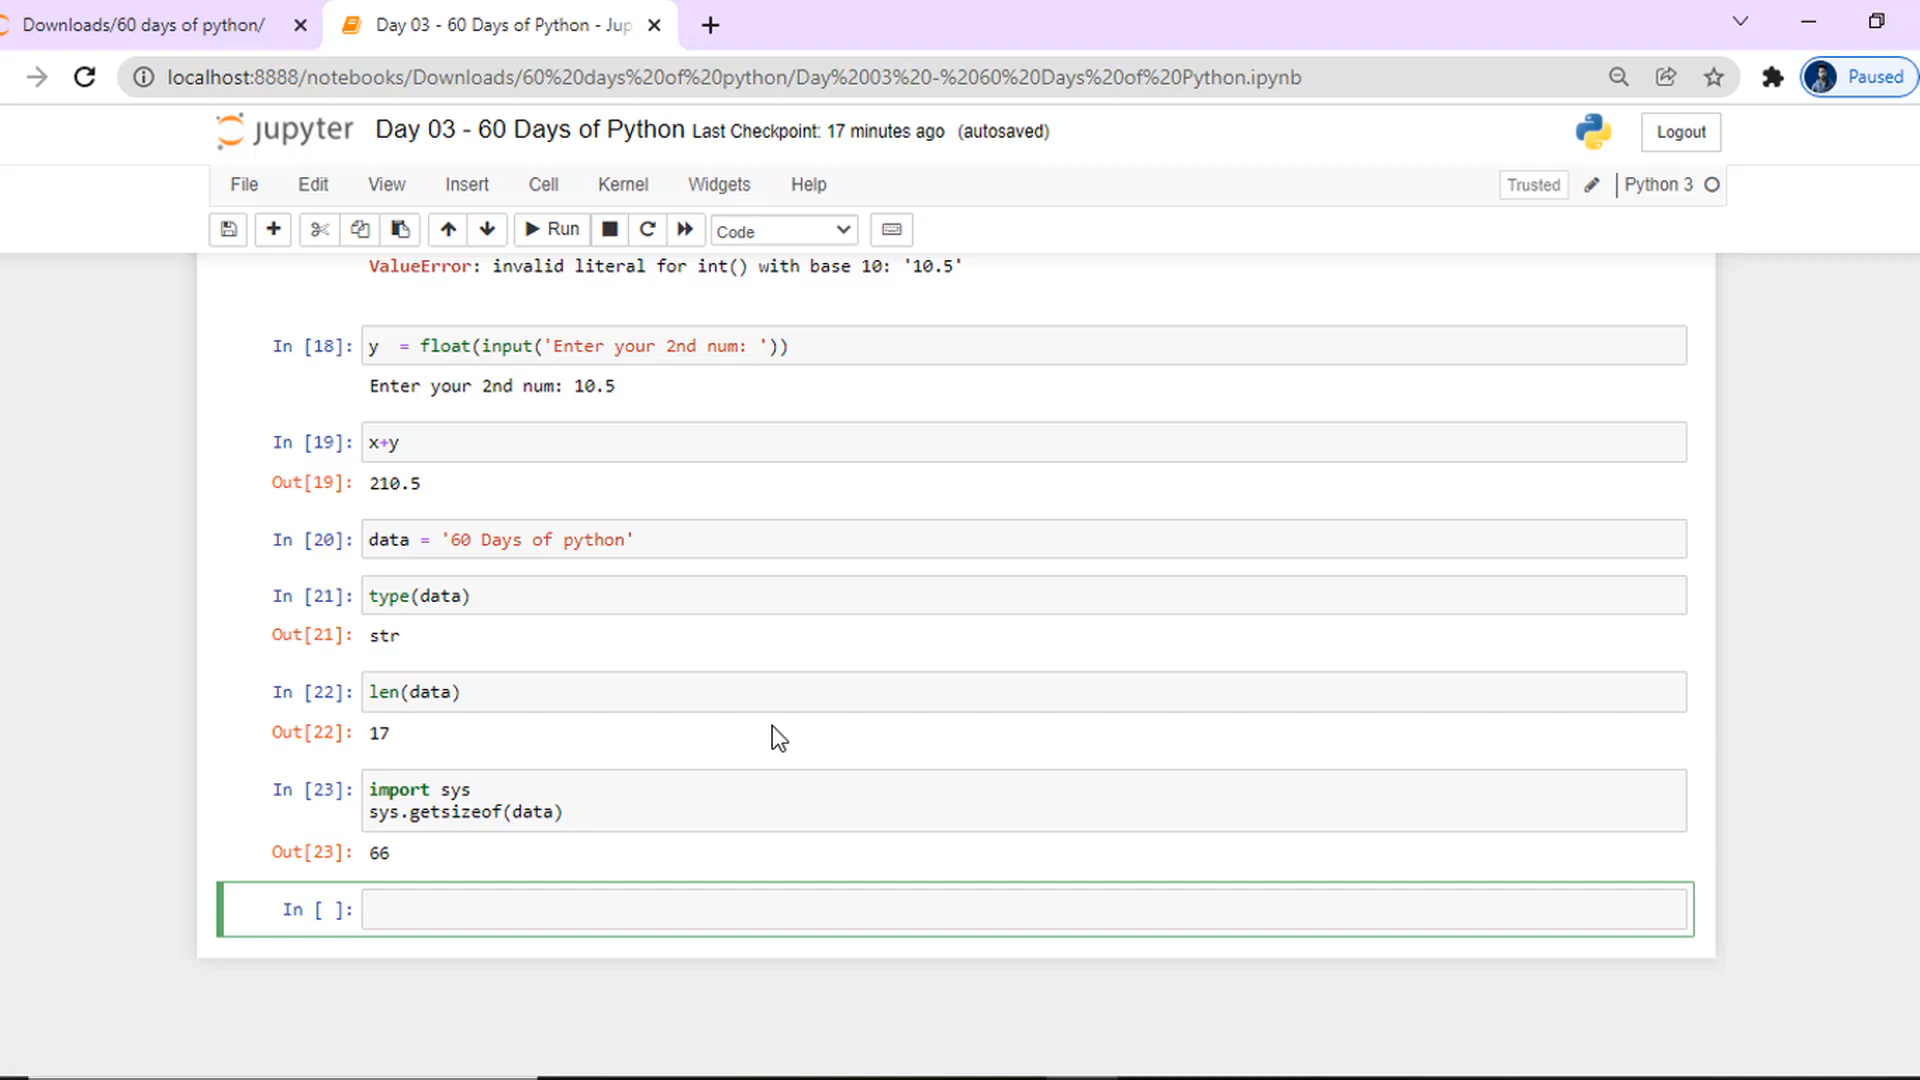 Downloads/60 days of python/
Day 03 - 60 Days of Python - Jup
localhost:8888/notebooks/Downloads/60%20days%20of%20python/Day%2003%20-%2060%20Days%20of%20Python.ipynb
Paused
jupyter Day 03 - 60 Days of Python Last Checkpoint: 17 minutes ago (autosaved)
Logout
File Edit View Insert Cell Kernel Widgets Help
Trusted
Python 3
Run
Code
ValueError: invalid literal for int() with base 10: '10.5'
In [18]: y  = float(input('Enter your 2nd num: '))
Enter your 2nd num: 10.5
In [19]: x+y
Out[19]: 210.5
In [20]: data = '60 Days of python'
In [21]: type(data)
Out[21]: str
In [22]: len(data)
Out[22]: 17
In [23]: import sys
sys.getsizeof(data)
Out[23]: 66
In [ ]: